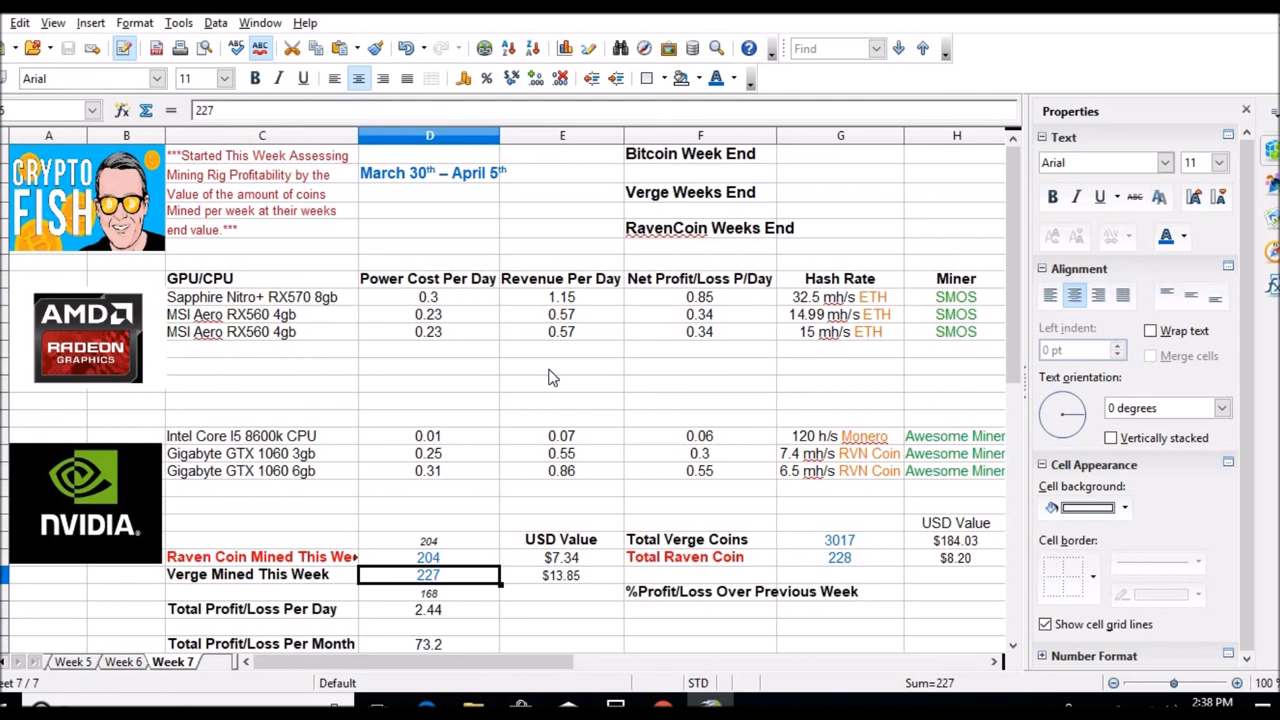 Edit View Insert Format Tools Data Window Help
Find
Arial 11
227
A B C D E F G H
CRYPTO
FISH
***Started This Week Assessing
Mining Rig Profitability by the
Value of the amount of coins
Mined per week at their weeks
end value.***
March 30th – April 5th
Bitcoin Week End
Verge Weeks End
RavenCoin Weeks End
GPU/CPU Power Cost Per Day Revenue Per Day Net Profit/Loss P/Day Hash Rate Miner
Sapphire Nitro+ RX570 8gb 0.3 1.15 0.85 32.5 mh/s ETH SMOS
MSI Aero RX560 4gb 0.23 0.57 0.34 14.99 mh/s ETH SMOS
MSI Aero RX560 4gb 0.23 0.57 0.34 15 mh/s ETH SMOS
AMD
RADEON
GRAPHICS
Intel Core I5 8600k CPU 0.01 0.07 0.06 120 h/s Monero Awesome Miner
Gigabyte GTX 1060 3gb 0.25 0.55 0.3 7.4 mh/s RVN Coin Awesome Miner
Gigabyte GTX 1060 6gb 0.31 0.86 0.55 6.5 mh/s RVN Coin Awesome Miner
NVIDIA.
USD Value
204 USD Value Total Verge Coins 3017 $184.03
Raven Coin Mined This Wee 204 $7.34 Total Raven Coin 228 $8.20
Verge Mined This Week 227 $13.85
168 %Profit/Loss Over Previous Week
Total Profit/Loss Per Day 2.44
Total Profit/Loss Per Month 73.2
Week 5 Week 6 Week 7
eet 7 / 7 Default STD Sum=227 100
2:38 PM
Properties
Text
Arial 11
Alignment
Left indent:
0 pt
Wrap text
Merge cells
Text orientation:
0 degrees
Vertically stacked
Cell Appearance
Cell background:
Cell border:
Show cell grid lines
Number Format